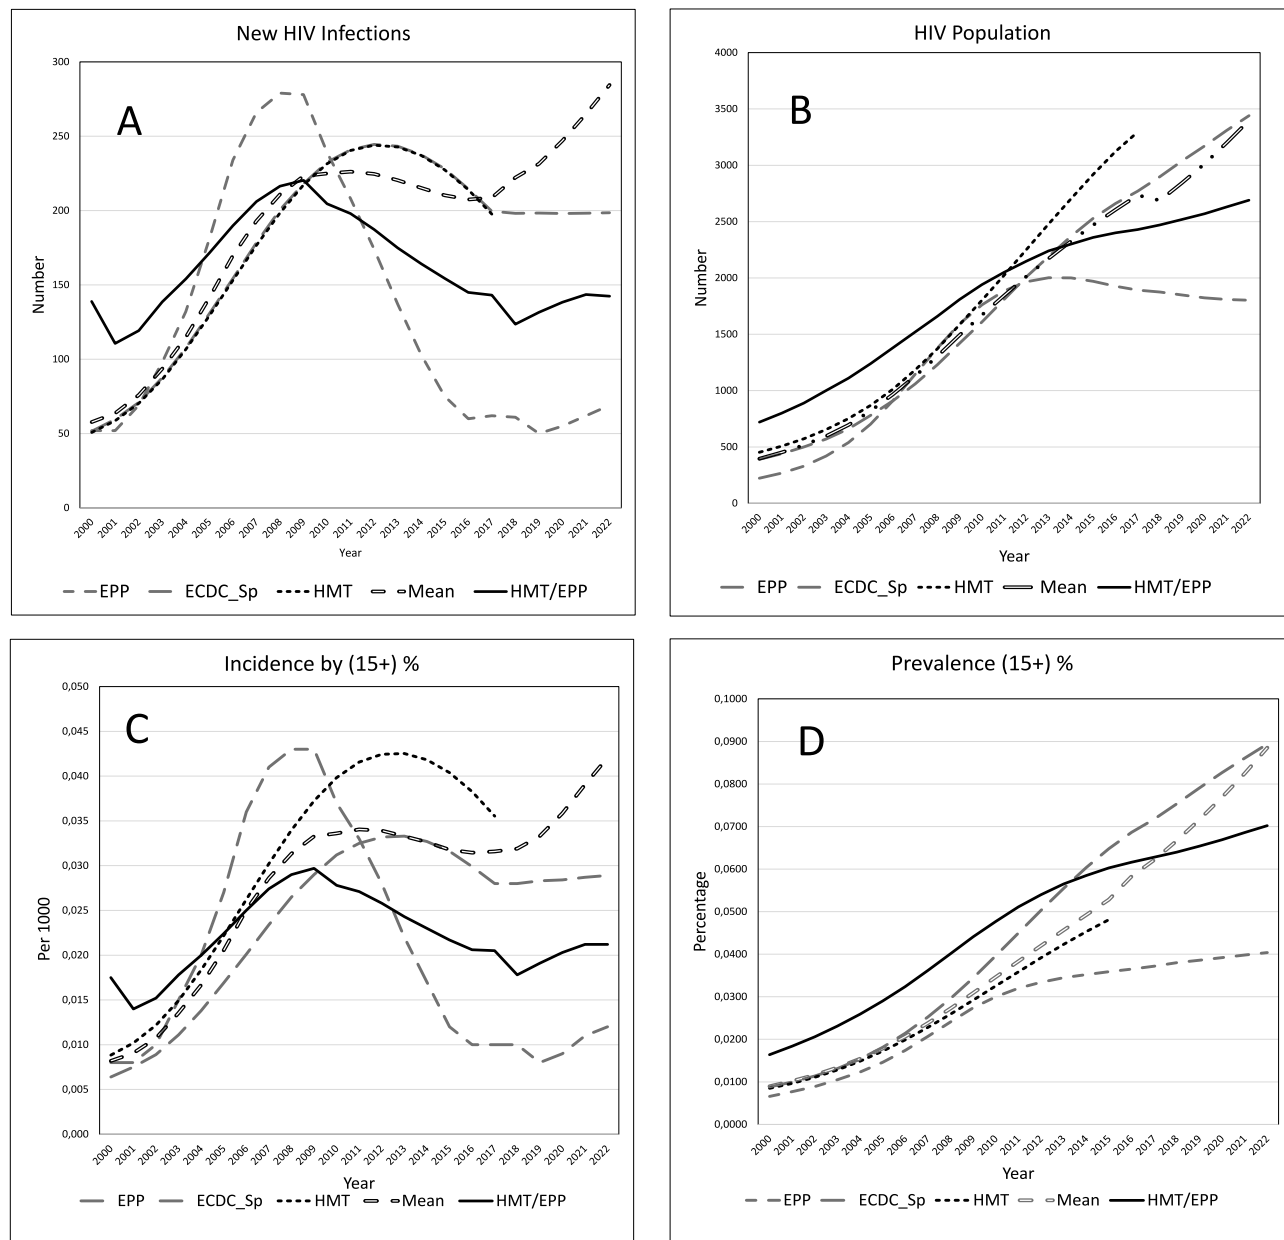 New HIV Infections
A
300
250
200
150
100
50
0
Number
2000 2001 2002 2003 2004 2005 2006 2007 2008 2009 2010 2011 2012 2013 2014 2015 2016 2017 2018 2019 2020 2021 2022
Year
EPP ECDC_Sp HMT Mean HMT/EPP
HIV Population
B
4000
3500
3000
2500
2000
1500
1000
500
0
Number
2000 2001 2002 2003 2004 2005 2006 2007 2008 2009 2010 2011 2012 2013 2014 2015 2016 2017 2018 2019 2020 2021 2022
Year
EPP ECDC_Sp HMT Mean HMT/EPP
Incidence by (15+) %
C
0,050
0,045
0,040
0,035
0,030
0,025
0,020
0,015
0,010
0,005
0,000
Per 1000
2000 2001 2002 2003 2004 2005 2006 2007 2008 2009 2010 2011 2012 2013 2014 2015 2016 2017 2018 2019 2020 2021 2022
Year
EPP ECDC_Sp HMT Mean HMT/EPP
Prevalence (15+) %
D
0,1000
0,0900
0,0800
0,0700
0,0600
0,0500
0,0400
0,0300
0,0200
0,0100
0,0000
Percentage
2000 2001 2002 2003 2004 2005 2006 2007 2008 2009 2010 2011 2012 2013 2014 2015 2016 2017 2018 2019 2020 2021 2022
Year
EPP ECDC_Sp HMT Mean HMT/EPP